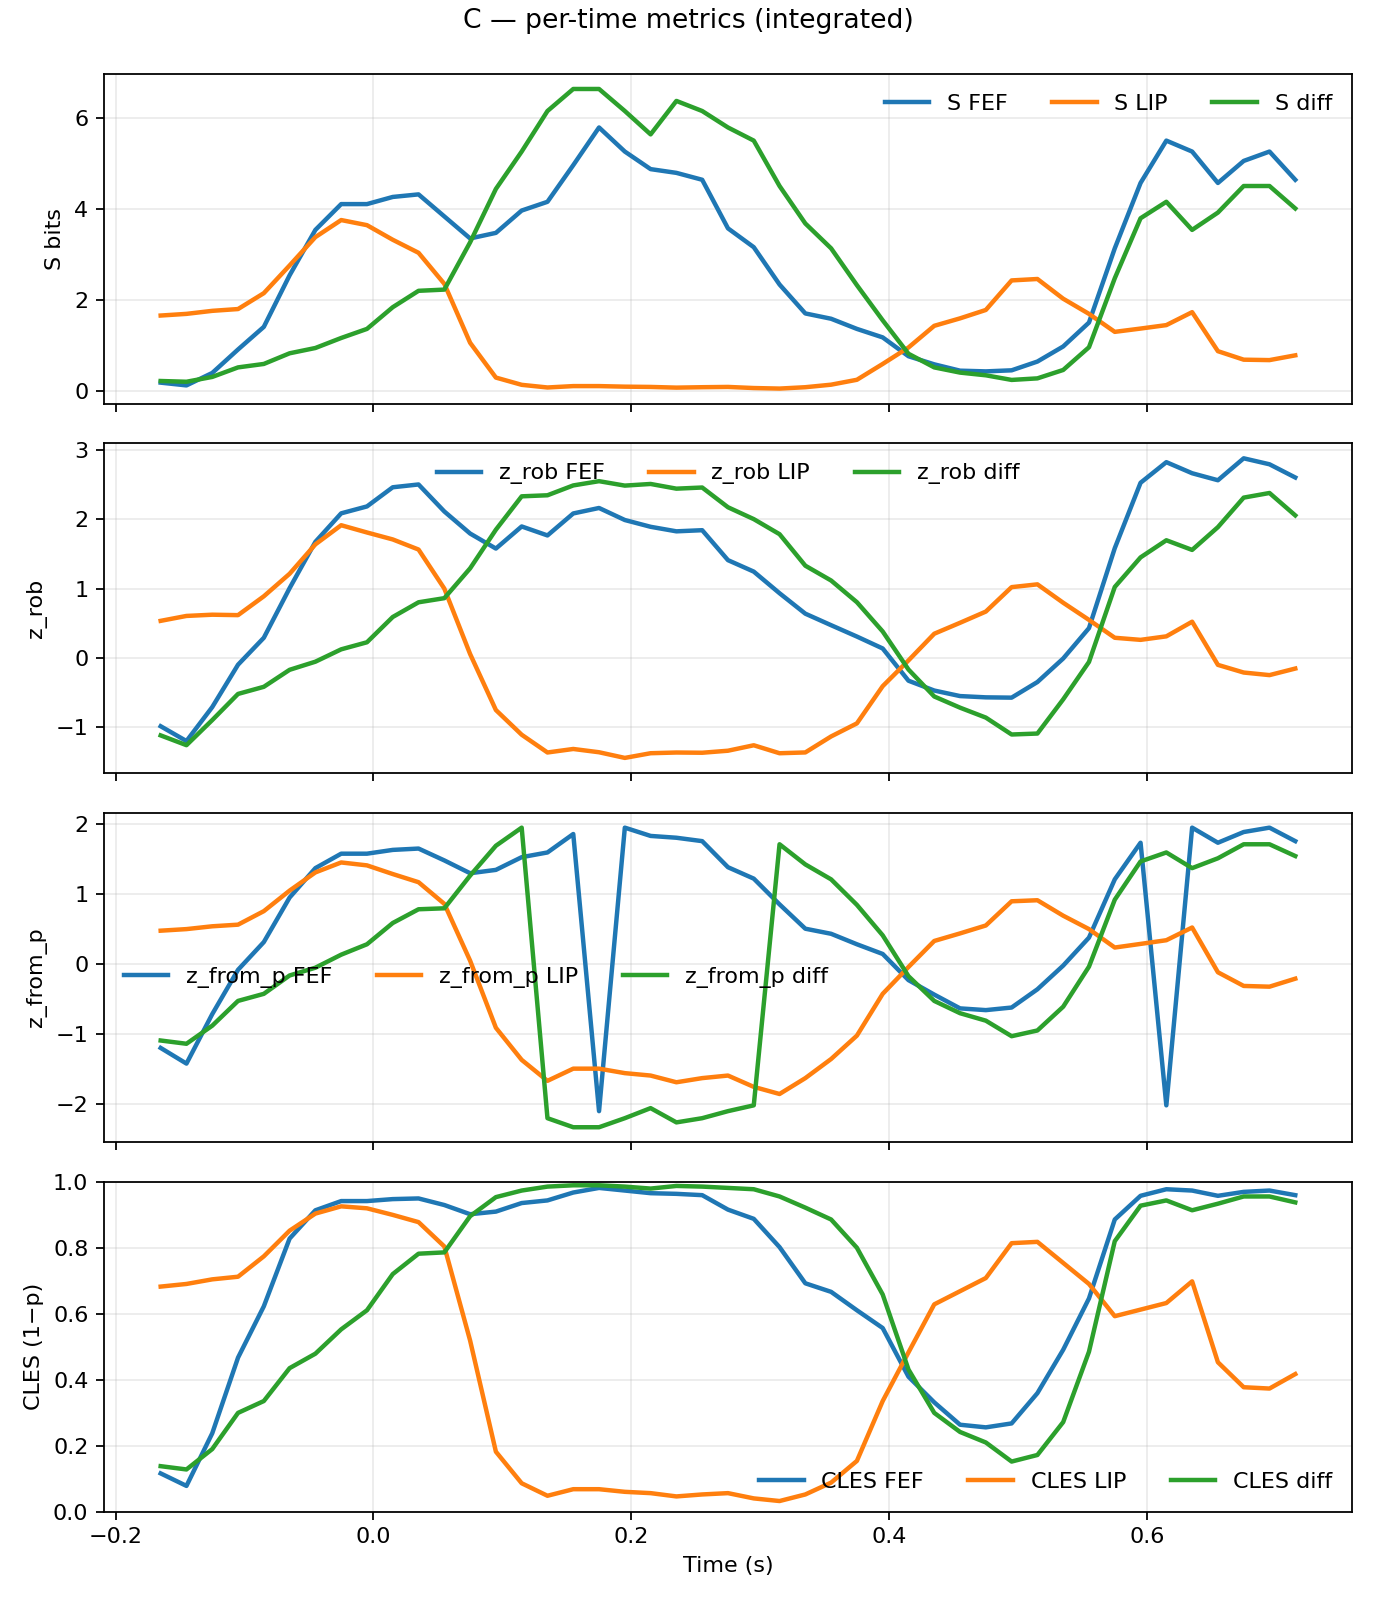 C — per-time metrics (integrated)
S FEF S LIP S diff
6
4
2
0
S bits
z_rob FEF z_rob LIP z_rob diff
3
2
1
0
−1
z_rob
2
1
0
−1
−2
z_from_p
z_from_p FEF z_from_p LIP z_from_p diff
1.0
0.8
0.6
0.4
0.2
0.0
CLES (1−p)
CLES FEF CLES LIP CLES diff
−0.2 0.0 0.2 0.4 0.6
Time (s)